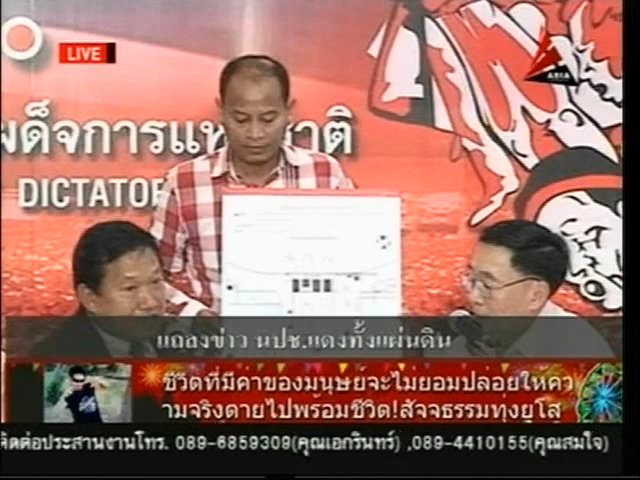 LIVE
ASIA
ผด็จการแห่งชาติ
DICTATOR
แถลงข่าว นปช.แดงทั้งแผ่นดิน
ชีวิตที่มีค่าของมนุษย์จะไม่ยอมปล่อยให้คว
ามจริงตายไปพร้อมชีวิต!สัจจธรรมทุ่งยูโส
ติดต่อประสานงานโทร. 089-6859309(คุณเอกรินทร์) ,089-4410155(คุณสมใจ)